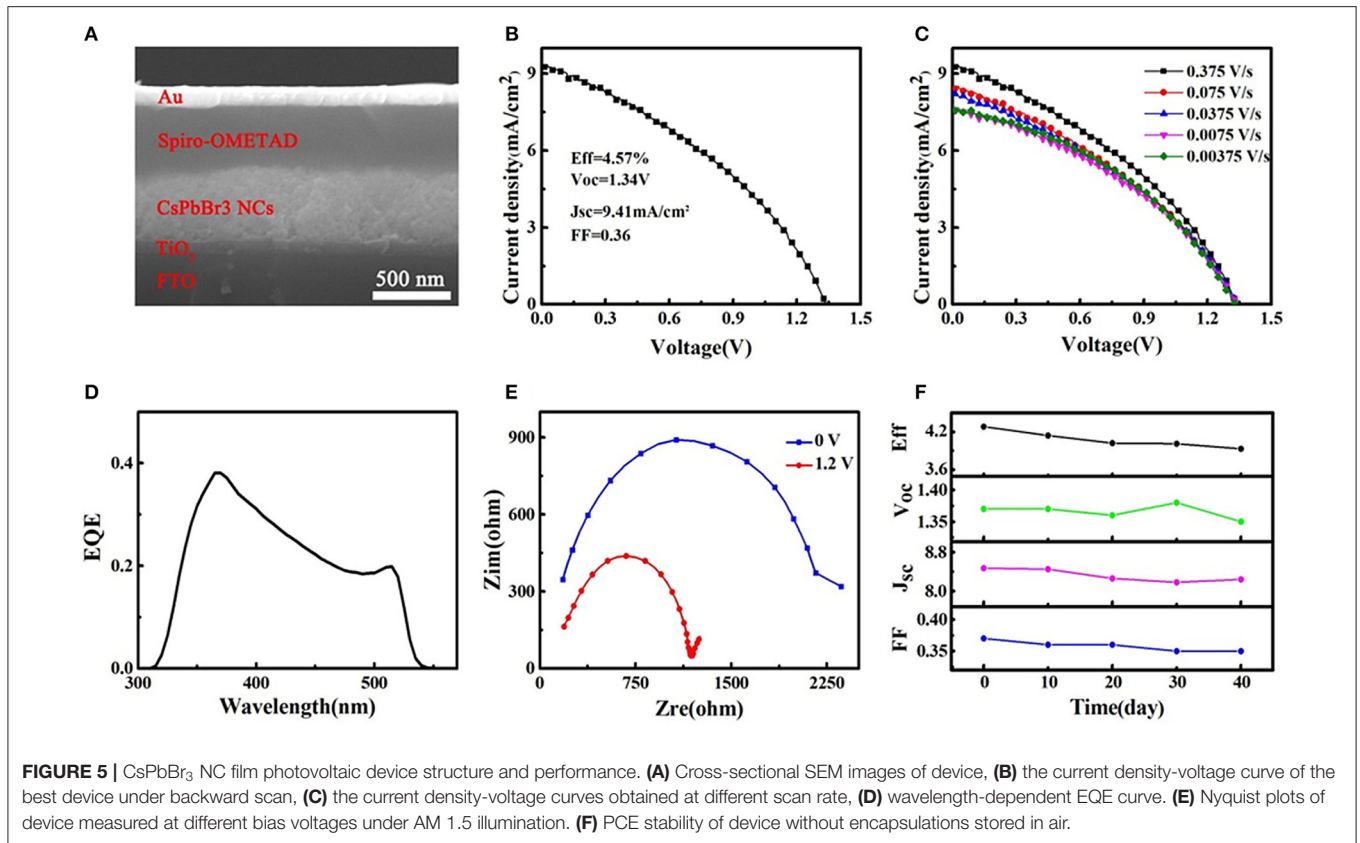 A
Au
Spiro-OMETAD
CsPbBr3 NCs
TiO2
FTO
500 nm
B
Current density(mA/cm²)
9
6
3
0
Eff=4.57%
Voc=1.34V
Jsc=9.41mA/cm²
FF=0.36
0.0 0.3 0.6 0.9 1.2 1.5
Voltage(V)
C
Current density(mA/cm²)
9
6
3
0
0.375 V/s
0.075 V/s
0.0375 V/s
0.0075 V/s
0.00375 V/s
0.0 0.3 0.6 0.9 1.2 1.5
Voltage(V)
D
EQE
0.4
0.2
0.0
300 400 500
Wavelength(nm)
E
Zim(ohm)
900
600
300
0
0 V
1.2 V
0 750 1500 2250
Zre(ohm)
F
Eff
4.2
3.6
Voc
1.40
1.35
Jsc
8.8
8.0
FF
0.40
0.35
0 10 20 30 40
Time(day)
FIGURE 5 | CsPbBr₃ NC film photovoltaic device structure and performance. (A) Cross-sectional SEM images of device, (B) the current density-voltage curve of the
best device under backward scan, (C) the current density-voltage curves obtained at different scan rate, (D) wavelength-dependent EQE curve. (E) Nyquist plots of
device measured at different bias voltages under AM 1.5 illumination. (F) PCE stability of device without encapsulations stored in air.